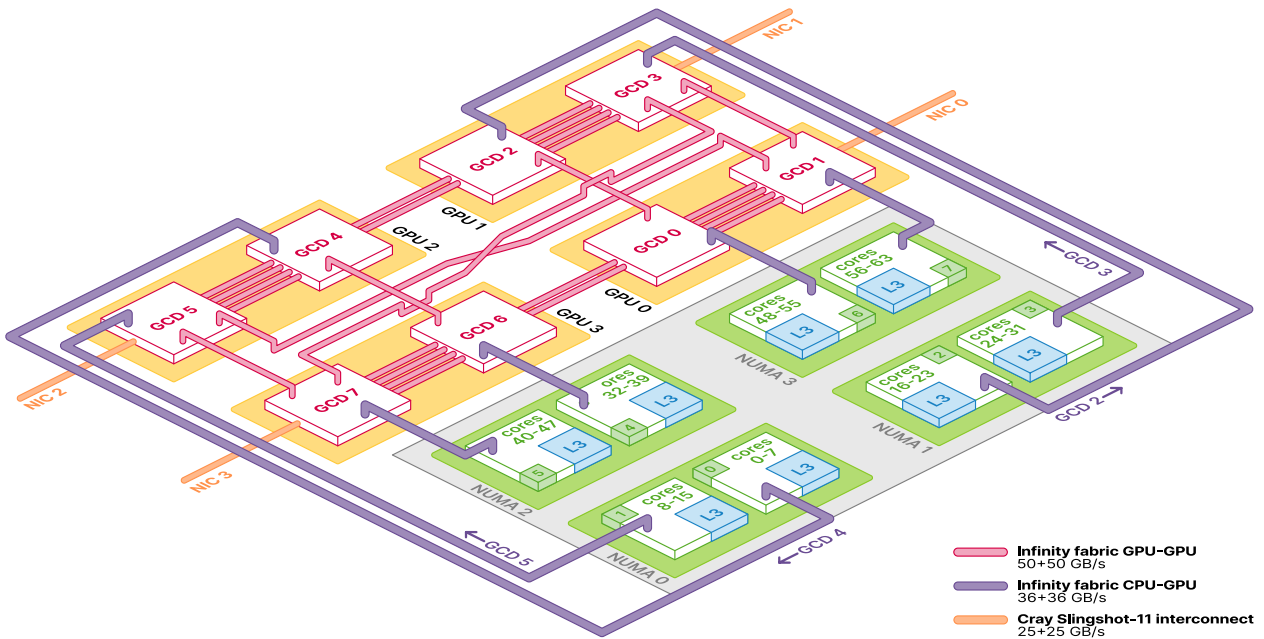 NIC 1
GCD 3
NIC 0
GCD 2
GCD 1
GPU 1
GCD 4
GPU 2
GCD 0
GPU 0
GCD 5
GCD 6
GPU 3
GCD 7
NIC 2
NIC 3
cores
56-63
L3
7
cores
48-55
L3
6
NUMA 3
GCD 3
cores
24-31
L3
3
cores
16-23
L3
2
NUMA 1
GCD 2
cores
32-39
L3
4
cores
40-47
L3
5
NUMA 2
cores
0-7
L3
0
cores
8-15
L3
1
NUMA 0
GCD 5
GCD 4
Infinity fabric GPU-GPU
50+50 GB/s
Infinity fabric CPU-GPU
36+36 GB/s
Cray Slingshot-11 interconnect
25+25 GB/s